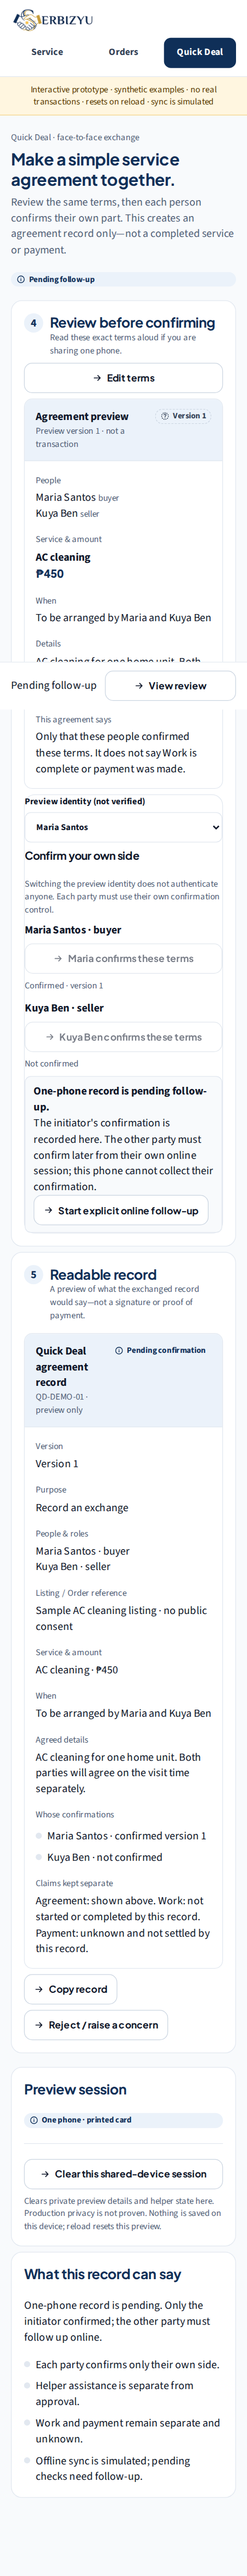 ERBIZYU
Service
Orders
Quick Deal
Interactive prototype · synthetic examples · no real
transactions · resets on reload · sync is simulated
Quick Deal · face-to-face exchange
Make a simple service
agreement together.
Review the same terms, then each person
confirms their own part. This creates an
agreement record only—not a completed service
or payment.
Pending follow-up
4
Review before confirming
Read these exact terms aloud if you are
sharing one phone.
→ Edit terms
Agreement preview
Version 1
Preview version 1 · not a
transaction
People
Maria Santos buyer
Kuya Ben seller
Service & amount
AC cleaning
₱450
When
To be arranged by Maria and Kuya Ben
Details
AC cleaning for one home unit. Both
Pending follow-up
→ View review
This agreement says
Only that these people confirmed
these terms. It does not say Work is
complete or payment was made.
Preview identity (not verified)
Maria Santos
Confirm your own side
Switching the preview identity does not authenticate
anyone. Each party must use their own confirmation
control.
Maria Santos · buyer
→ Maria confirms these terms
Confirmed · version 1
Kuya Ben · seller
→ Kuya Ben confirms these terms
Not confirmed
One-phone record is pending follow-
up.
The initiator's confirmation is
recorded here. The other party must
confirm later from their own online
session; this phone cannot collect their
confirmation.
→ Start explicit online follow-up
5
Readable record
A preview of what the exchanged record
would say—not a signature or proof of
payment.
Quick Deal
agreement
record
Pending confirmation
QD-DEMO-01 ·
preview only
Version
Version 1
Purpose
Record an exchange
People & roles
Maria Santos · buyer
Kuya Ben · seller
Listing / Order reference
Sample AC cleaning listing · no public
consent
Service & amount
AC cleaning · ₱450
When
To be arranged by Maria and Kuya Ben
Agreed details
AC cleaning for one home unit. Both
parties will agree on the visit time
separately.
Whose confirmations
Maria Santos · confirmed version 1
Kuya Ben · not confirmed
Claims kept separate
Agreement: shown above. Work: not
started or completed by this record.
Payment: unknown and not settled by
this record.
→ Copy record
→ Reject / raise a concern
Preview session
One phone · printed card
→ Clear this shared-device session
Clears private preview details and helper state here.
Production privacy is not proven. Nothing is saved on
this device; reload resets this preview.
What this record can say
One-phone record is pending. Only the
initiator confirmed; the other party must
follow up online.
Each party confirms only their own side.
Helper assistance is separate from
approval.
Work and payment remain separate and
unknown.
Offline sync is simulated; pending
checks need follow-up.